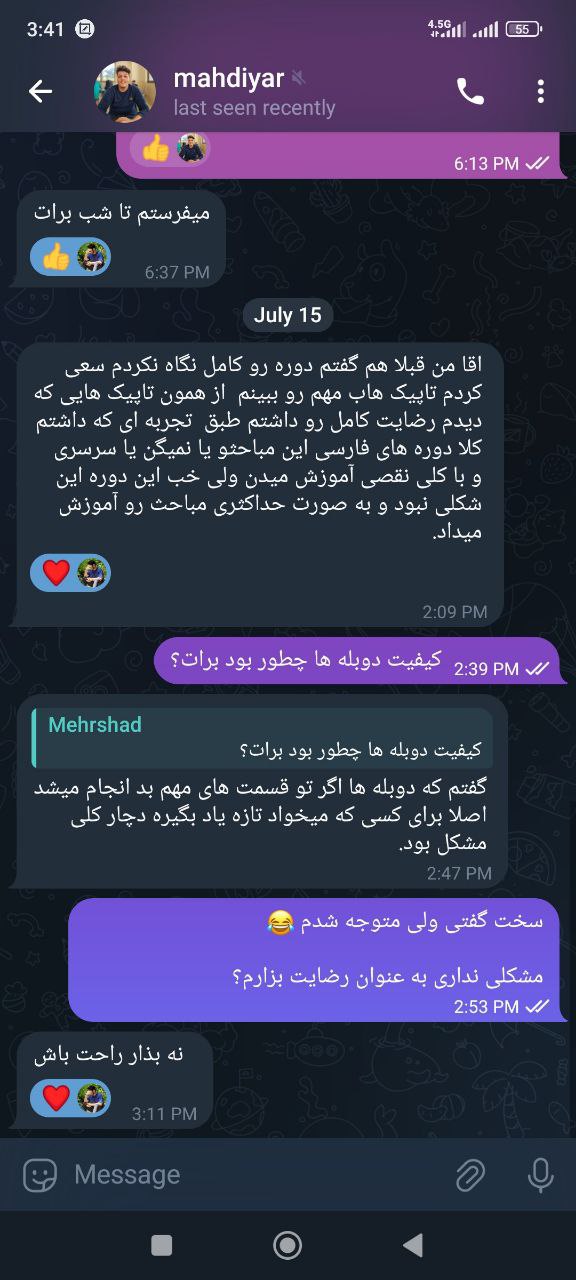 3:41
4.5G
55
mahdiyar
last seen recently
6:13 PM
میفرستم تا شب برات
6:37 PM
July 15
اقا من قبلا هم گفتم دوره رو کامل نگاه نکردم سعی
کردم تاپیک هاب مهم رو ببینم از همون تاپیک هایی که
دیدم رضایت کامل رو داشتم طبق تجربه ای که داشتم
کلا دوره های فارسی این مباحثو یا نمیگن یا سرسری
و با کلی نقصی آموزش میدن ولی خب این دوره این
شکلی نبود و به صورت حداکثری مباحث رو آموزش
میداد.
2:09 PM
کیفیت دوبله ها چطور بود برات؟
2:39 PM
Mehrshad
کیفیت دوبله ها چطور بود برات؟
گفتم که دوبله ها اگر تو قسمت های مهم بد انجام میشد
اصلا برای کسی که میخواد تازه یاد بگیره دچار کلی
مشکل بود.
2:47 PM
سخت گفتی ولی متوجه شدم 😂
مشکلی نداری به عنوان رضایت بزارم؟
2:53 PM
نه بذار راحت باش
3:11 PM
Message